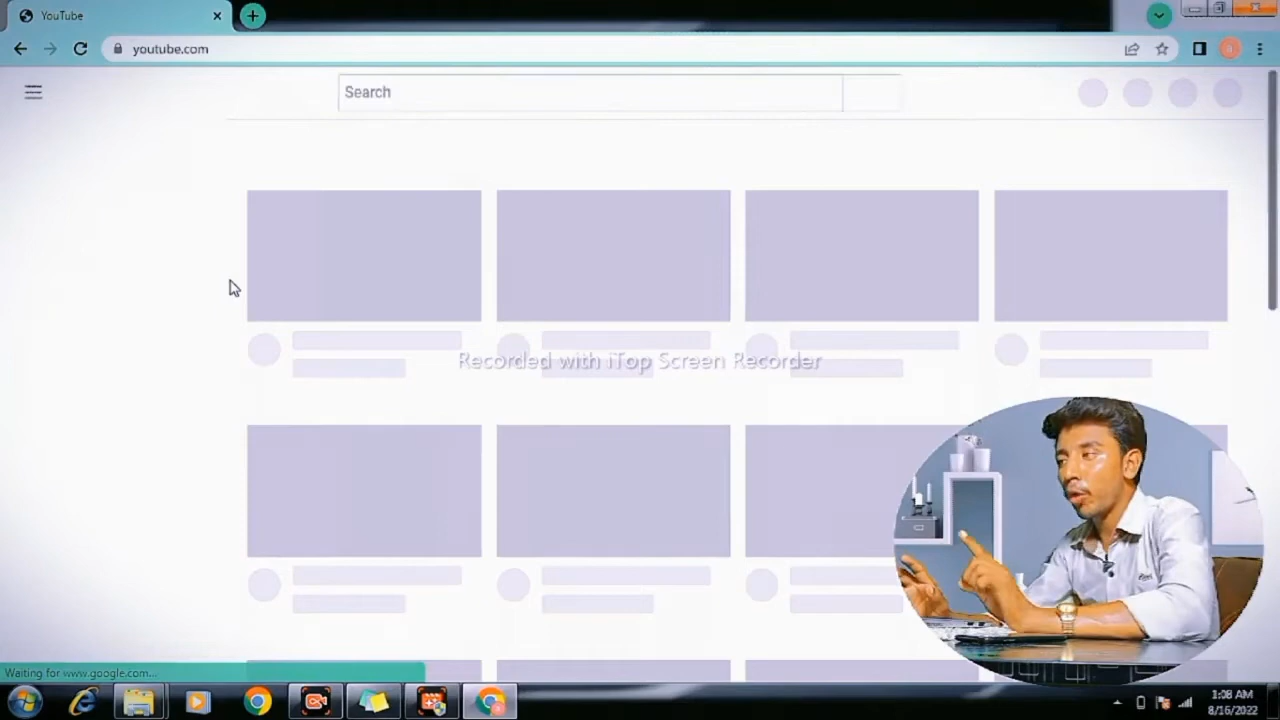 YouTube
youtube.com
Search
Recorded with iTop Screen Recorder
Waiting for www.google.com...
1:08 AM
8/16/2022